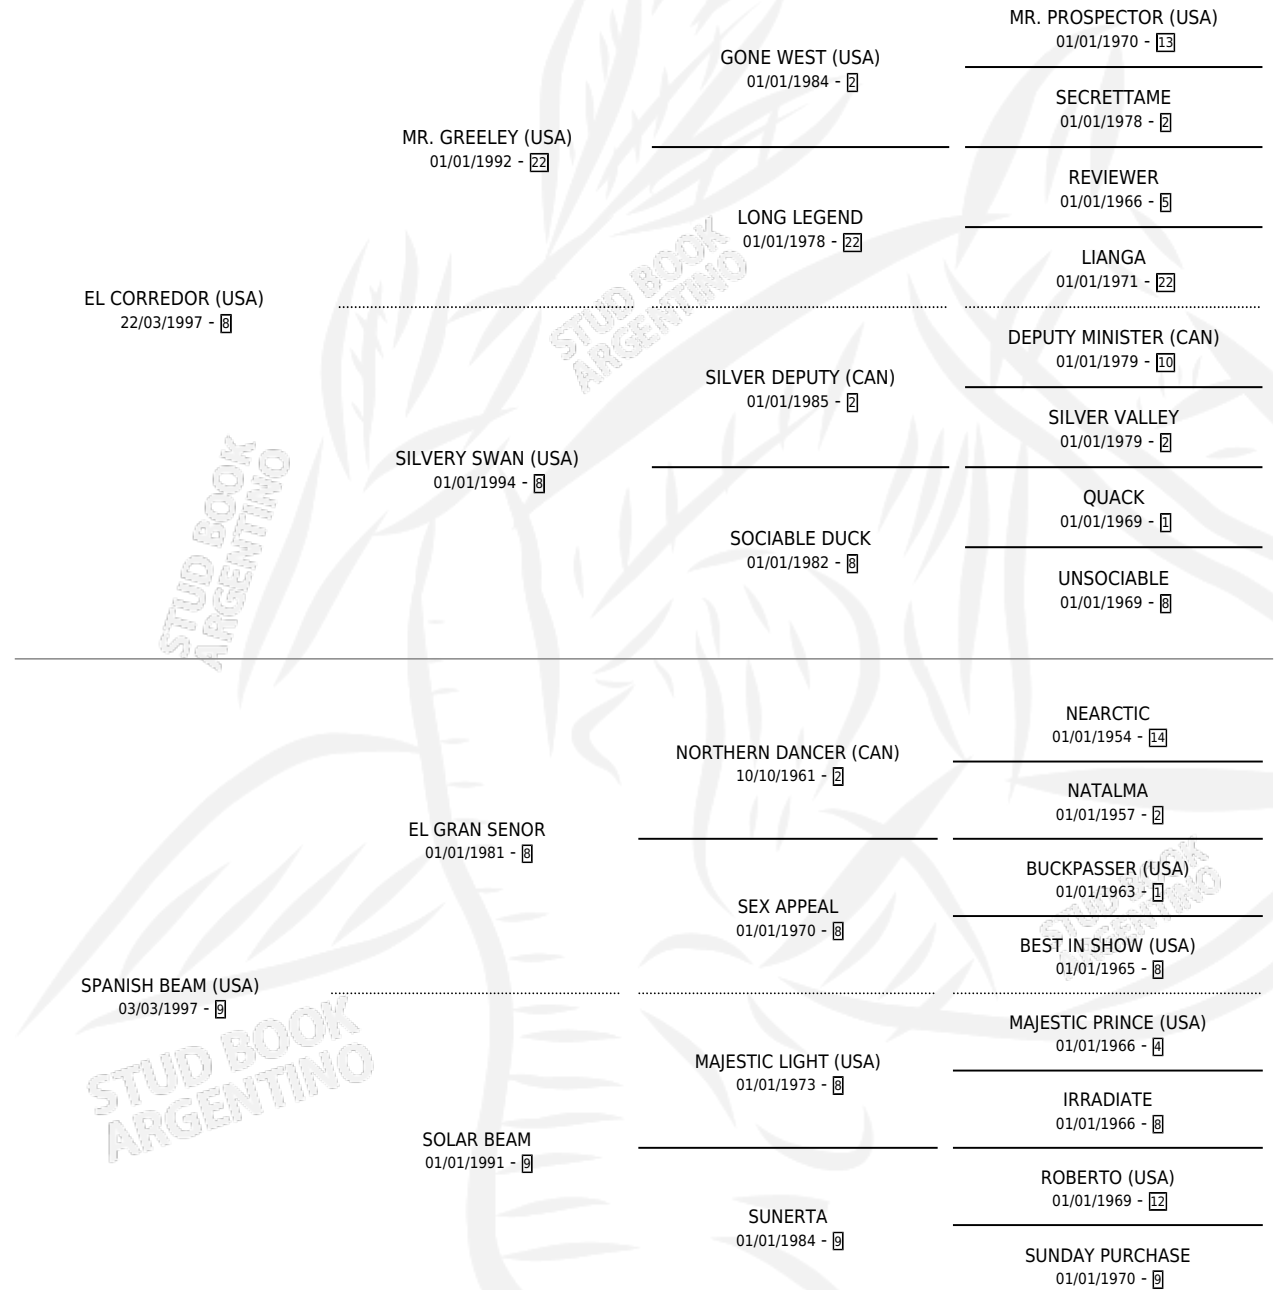 MR. PROSPECTOR (USA)
01/01/1970 - 13
GONE WEST (USA)
01/01/1984 - 2
SECRETTAME
01/01/1978 - 2
MR. GREELEY (USA)
01/01/1992 - 22
REVIEWER
01/01/1966 - 5
LONG LEGEND
01/01/1978 - 22
LIANGA
01/01/1971 - 22
EL CORREDOR (USA)
22/03/1997 - 8
STUD BOOK
ARGENTINO
DEPUTY MINISTER (CAN)
01/01/1979 - 10
SILVER DEPUTY (CAN)
01/01/1985 - 2
SILVER VALLEY
01/01/1979 - 2
SILVERY SWAN (USA)
01/01/1994 - 8
QUACK
01/01/1969 - 1
SOCIABLE DUCK
01/01/1982 - 8
UNSOCIABLE
01/01/1969 - 8
STUD BOOK
ARGENTINO
NEARCTIC
01/01/1954 - 14
NORTHERN DANCER (CAN)
10/10/1961 - 2
NATALMA
01/01/1957 - 2
EL GRAN SENOR
01/01/1981 - 8
BUCKPASSER (USA)
01/01/1963 - 1
SEX APPEAL
01/01/1970 - 8
STUD BOOK
ARGENTINO
BEST IN SHOW (USA)
01/01/1965 - 8
SPANISH BEAM (USA)
03/03/1997 - 9
STUD BOOK
ARGENTINO
MAJESTIC PRINCE (USA)
01/01/1966 - 4
MAJESTIC LIGHT (USA)
01/01/1973 - 8
IRRADIATE
01/01/1966 - 8
SOLAR BEAM
01/01/1991 - 9
ROBERTO (USA)
01/01/1969 - 12
SUNERTA
01/01/1984 - 9
SUNDAY PURCHASE
01/01/1970 - 9